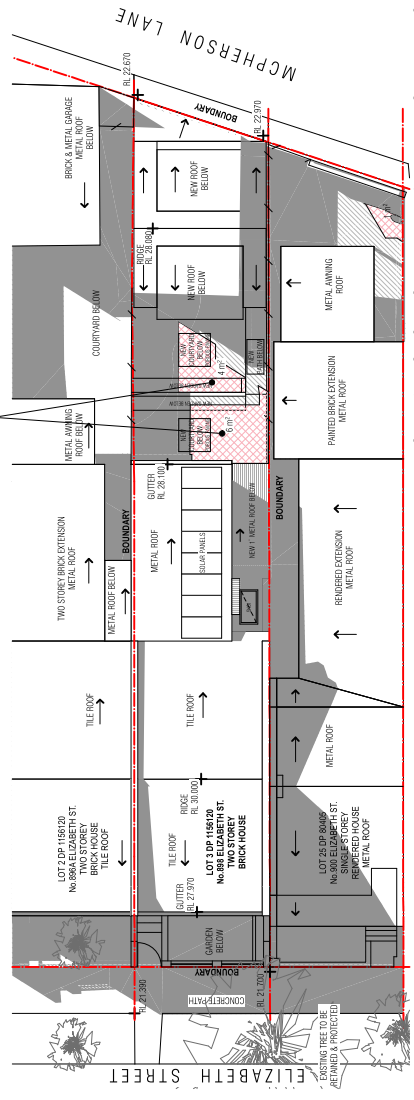 MCPHERSON LANE
RL 22.670
BOUNDARY
RL 22.970
BRICK & METAL GARAGE
METAL ROOF
BELOW
NEW ROOF
BELOW
RIDGE
RL 28.080
NEW ROOF
BELOW
COURTYARD BELOW
METAL AWNING
ROOF
1 m²
NEW
COURTYARD
BELOW
4 m²
NEW
BELOW
6 m²
METAL AWNING
ROOF BELOW
PAINTED BRICK EXTENSION
METAL ROOF
GUTTER
RL 28.100
BOUNDARY
BOUNDARY
TWO STOREY BRICK EXTENSION
METAL ROOF
METAL ROOF BELOW
METAL ROOF
SOLAR PANELS
NEW 1 METAL ROOF BELOW
RENDERED EXTENSION
METAL ROOF
TILE ROOF
TILE ROOF
METAL ROOF
LOT 2 DP 1156120
No.896A ELIZABETH ST.
TWO STOREY
BRICK HOUSE
TILE ROOF
TILE ROOF
RIDGE
RL 30.000
LOT 3 DP 1156120
No.898 ELIZABETH ST.
TWO STOREY
BRICK HOUSE
GUTTER
RL 27.970
LOT 25 DP 80405
No.900 ELIZABETH ST.
SINGLE STOREY
RENDERED HOUSE
METAL ROOF
GARDEN
BELOW
BOUNDARY
RL 21.390
CONCRETE PATH
RL 21.700
EXISTING TREE TO BE
RETAINED & PROTECTED
ELIZABETH STREET